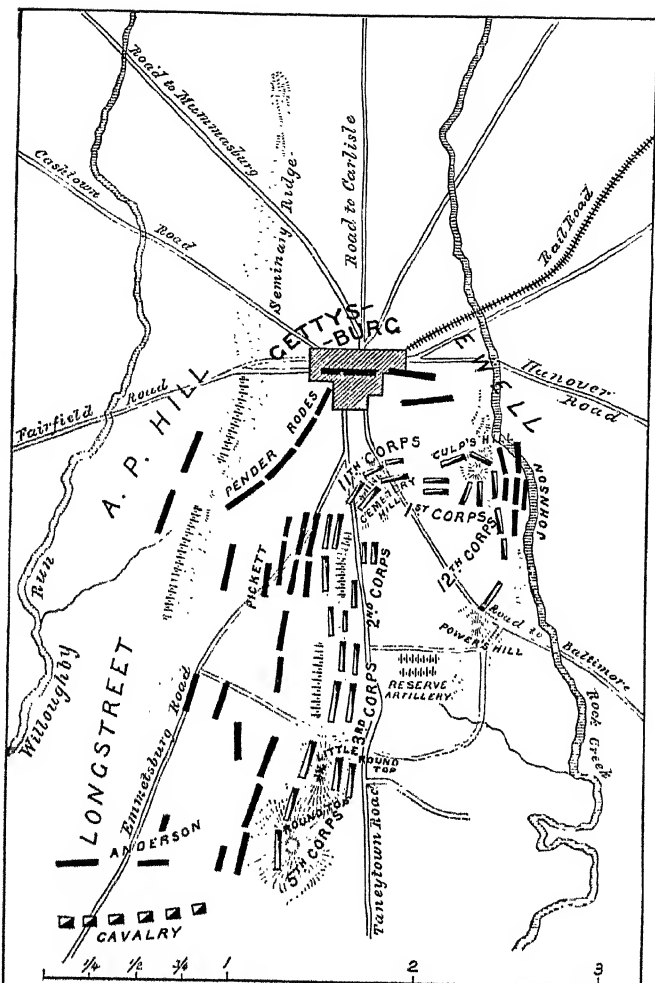 Road to Mummasburg
Cashtown Road
Seminary Ridge
Road to Carlisle
Rail Road
GETTYS-
-BURG
EWELL
Hanover Road
Fairfield Road
A. P. HILL
PENDER
RODES
11TH CORPS
CEMETARY HILL
CULP'S HILL
1ST CORPS
12TH CORPS
JOHNSON
Willoughby Run
PICKETT
2ND CORPS
Road to Baltimore
POWER'S HILL
RESERVE
ARTILLERY
Rock Creek
LONGSTREET
Emmetsburg Road
3RD CORPS
LITTLE ROUND
TOP
ROUND TOP
5TH CORPS
Taneytown Road
ANDERSON
CAVALRY
1/4 1/2 3/4 1 2 3